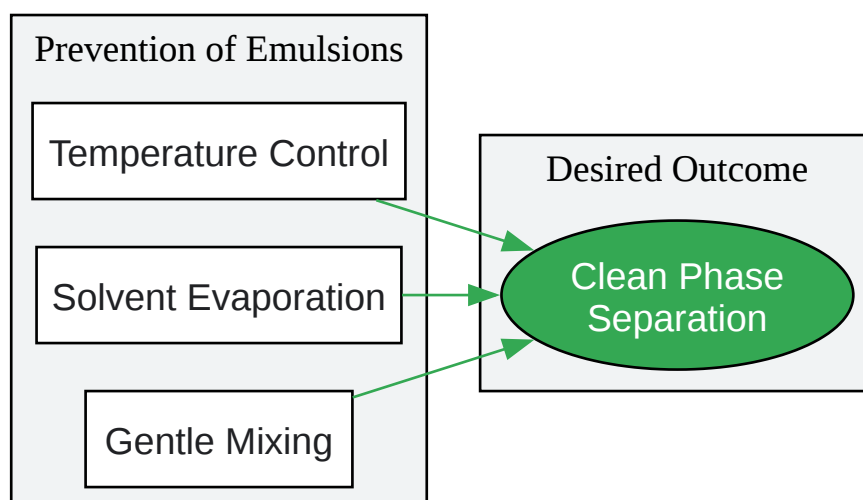 Prevention of Emulsions
Temperature Control
Solvent Evaporation
Gentle Mixing
Desired Outcome
Clean Phase
Separation